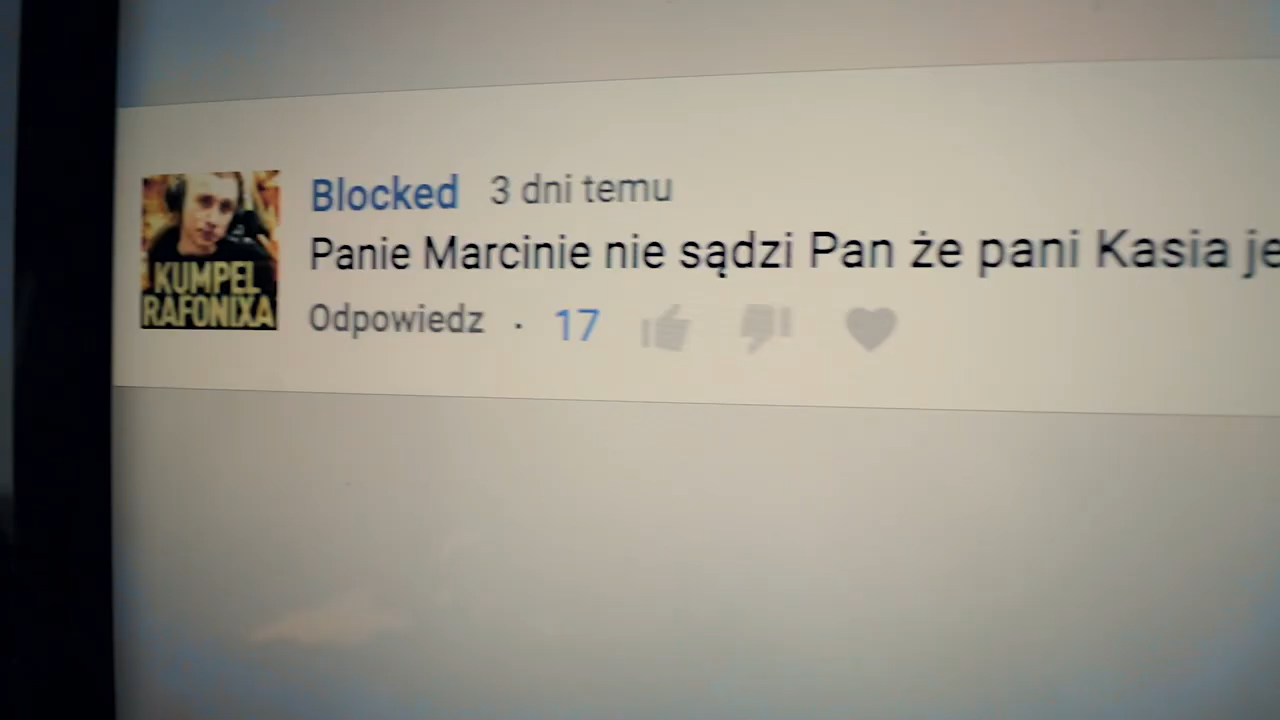 Blocked 3 dni temu
Panie Marcinie nie sądzi Pan że pani Kasia je
Odpowiedz · 17
KUMPEL
RAFONIXA